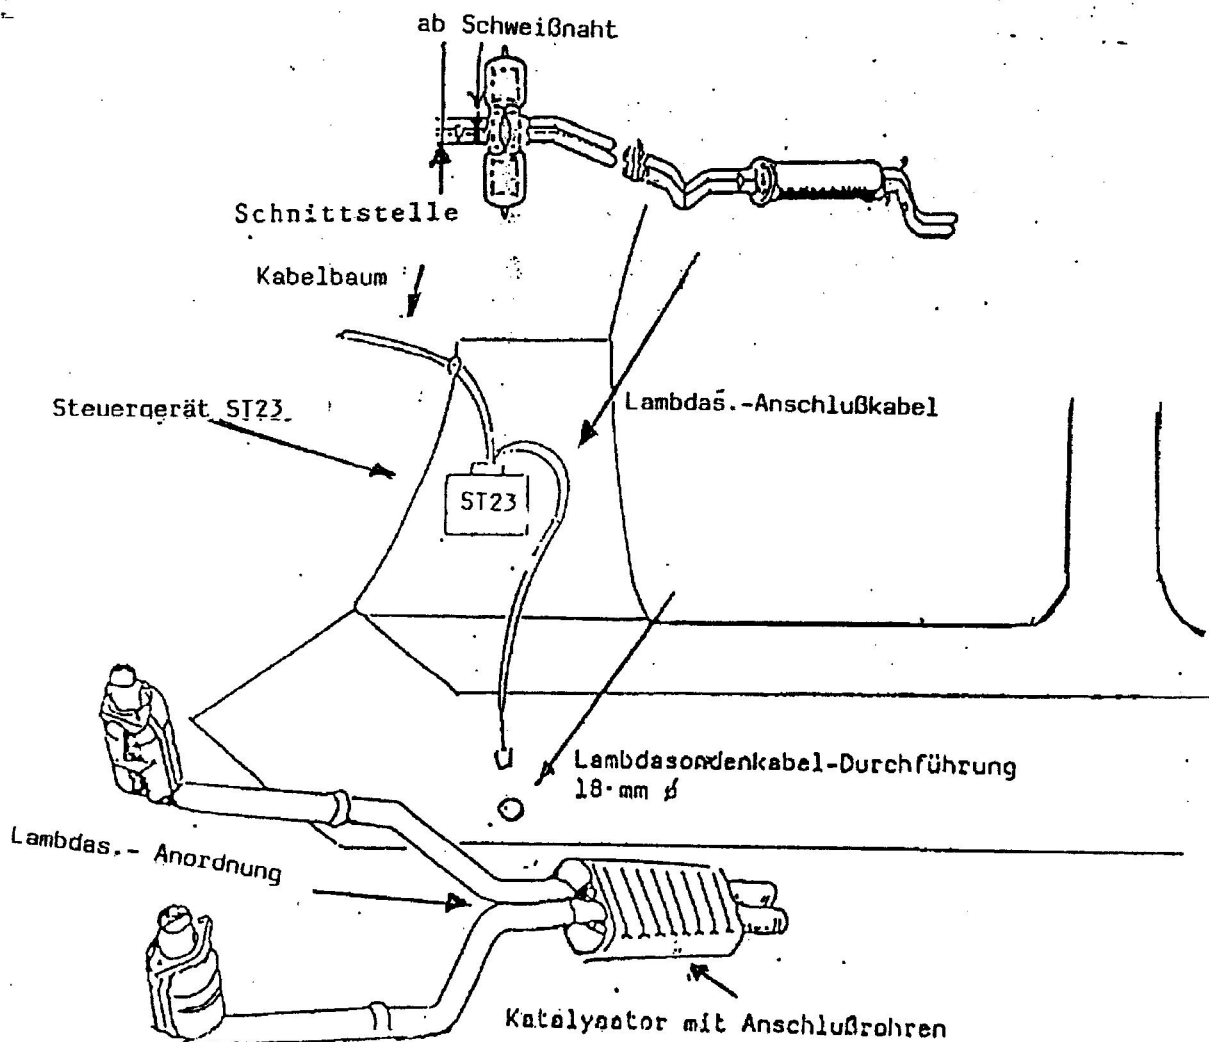 ab Schweißnaht
Schnittstelle
Kabelbaum
Steuergerät ST23
Lambdas.-Anschlußkabel
ST23
Lambdasondenkabel-Durchführung
18 mm ø
Lambdas.- Anordnung
Katalysator mit Anschlußrohren